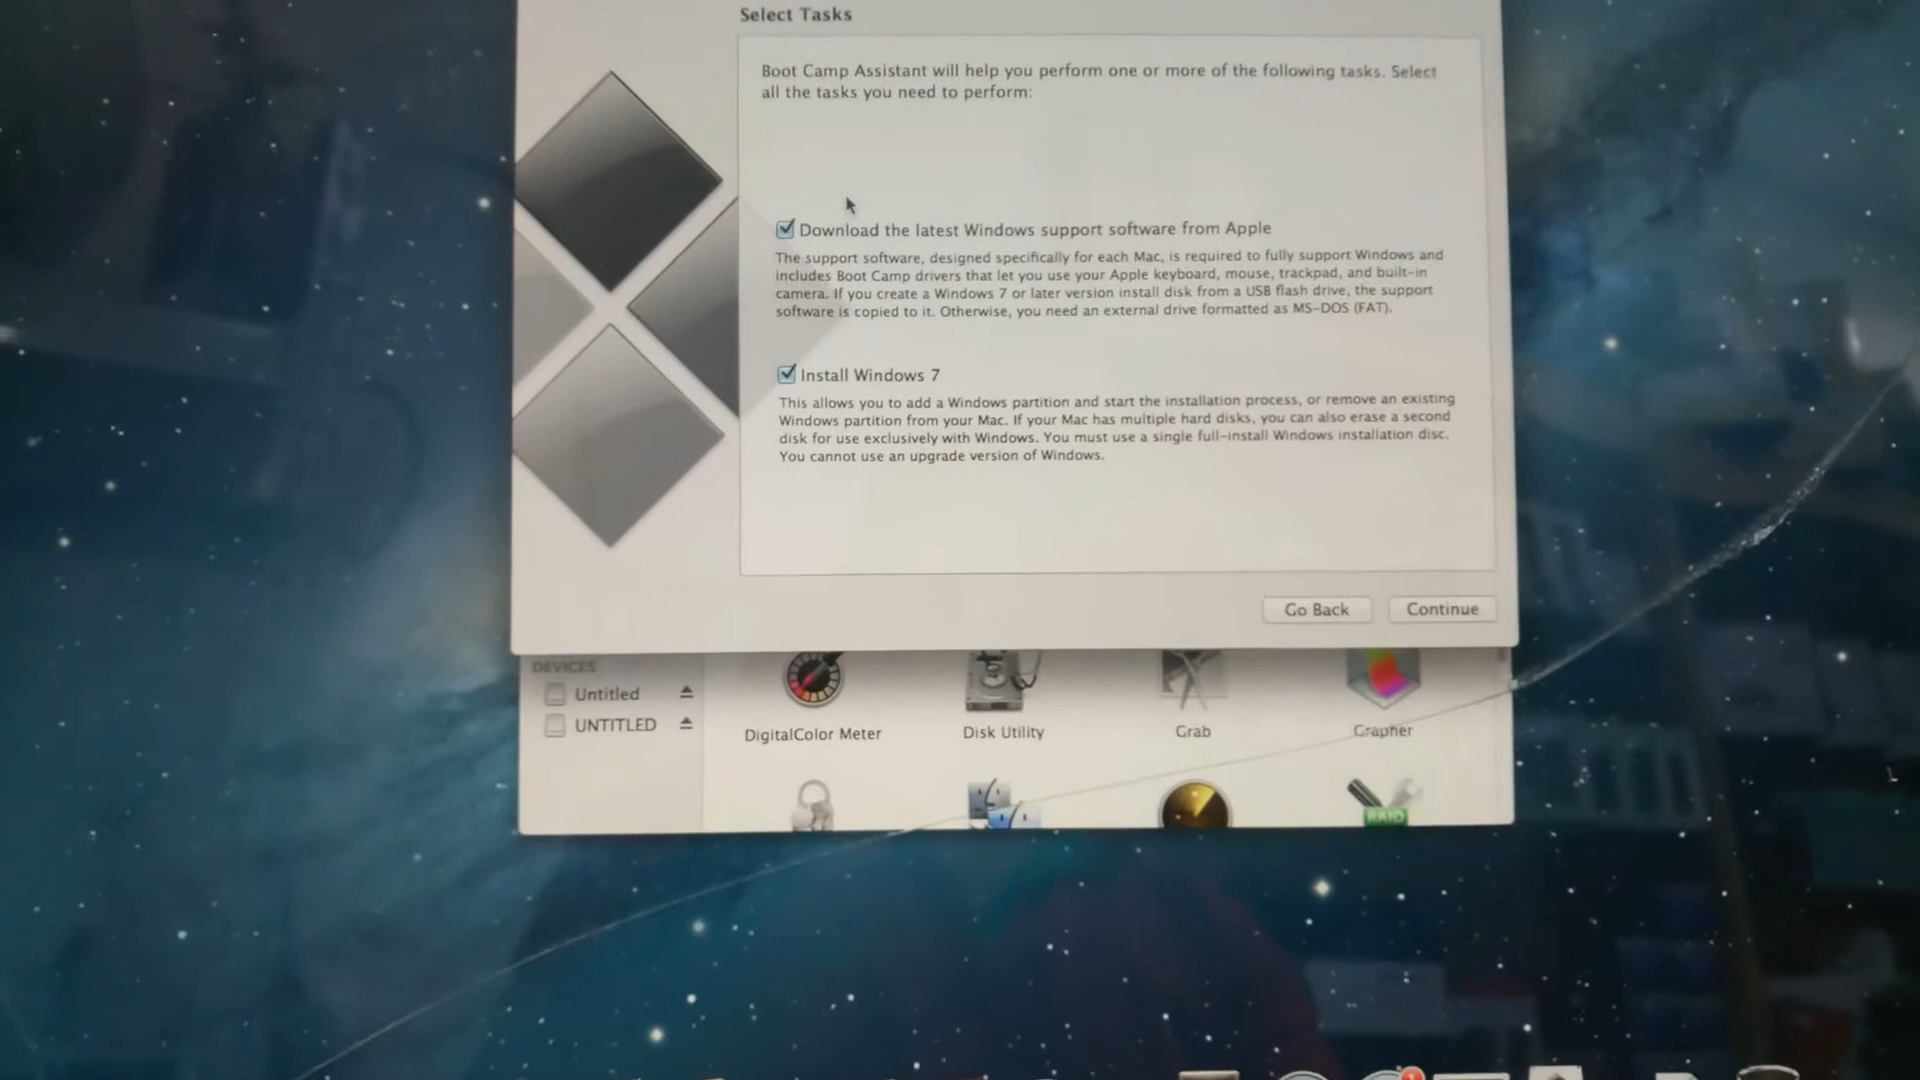 Select Tasks
Boot Camp Assistant will help you perform one or more of the following tasks. Select
all the tasks you need to perform:
Download the latest Windows support software from Apple
The support software, designed specifically for each Mac, is required to fully support Windows and
includes Boot Camp drivers that let you use your Apple keyboard, mouse, trackpad, and built-in
camera. If you create a Windows 7 or later version install disk from a USB flash drive, the support
software is copied to it. Otherwise, you need an external drive formatted as MS-DOS (FAT).
Install Windows 7
This allows you to add a Windows partition and start the installation process, or remove an existing
Windows partition from your Mac. If your Mac has multiple hard disks, you can also erase a second
disk for use exclusively with Windows. You must use a single full-install Windows installation disc.
You cannot use an upgrade version of Windows.
Go Back
Continue
DEVICES
Untitled
UNTITLED
DigitalColor Meter
Disk Utility
Grab
Grapher
RAID
1